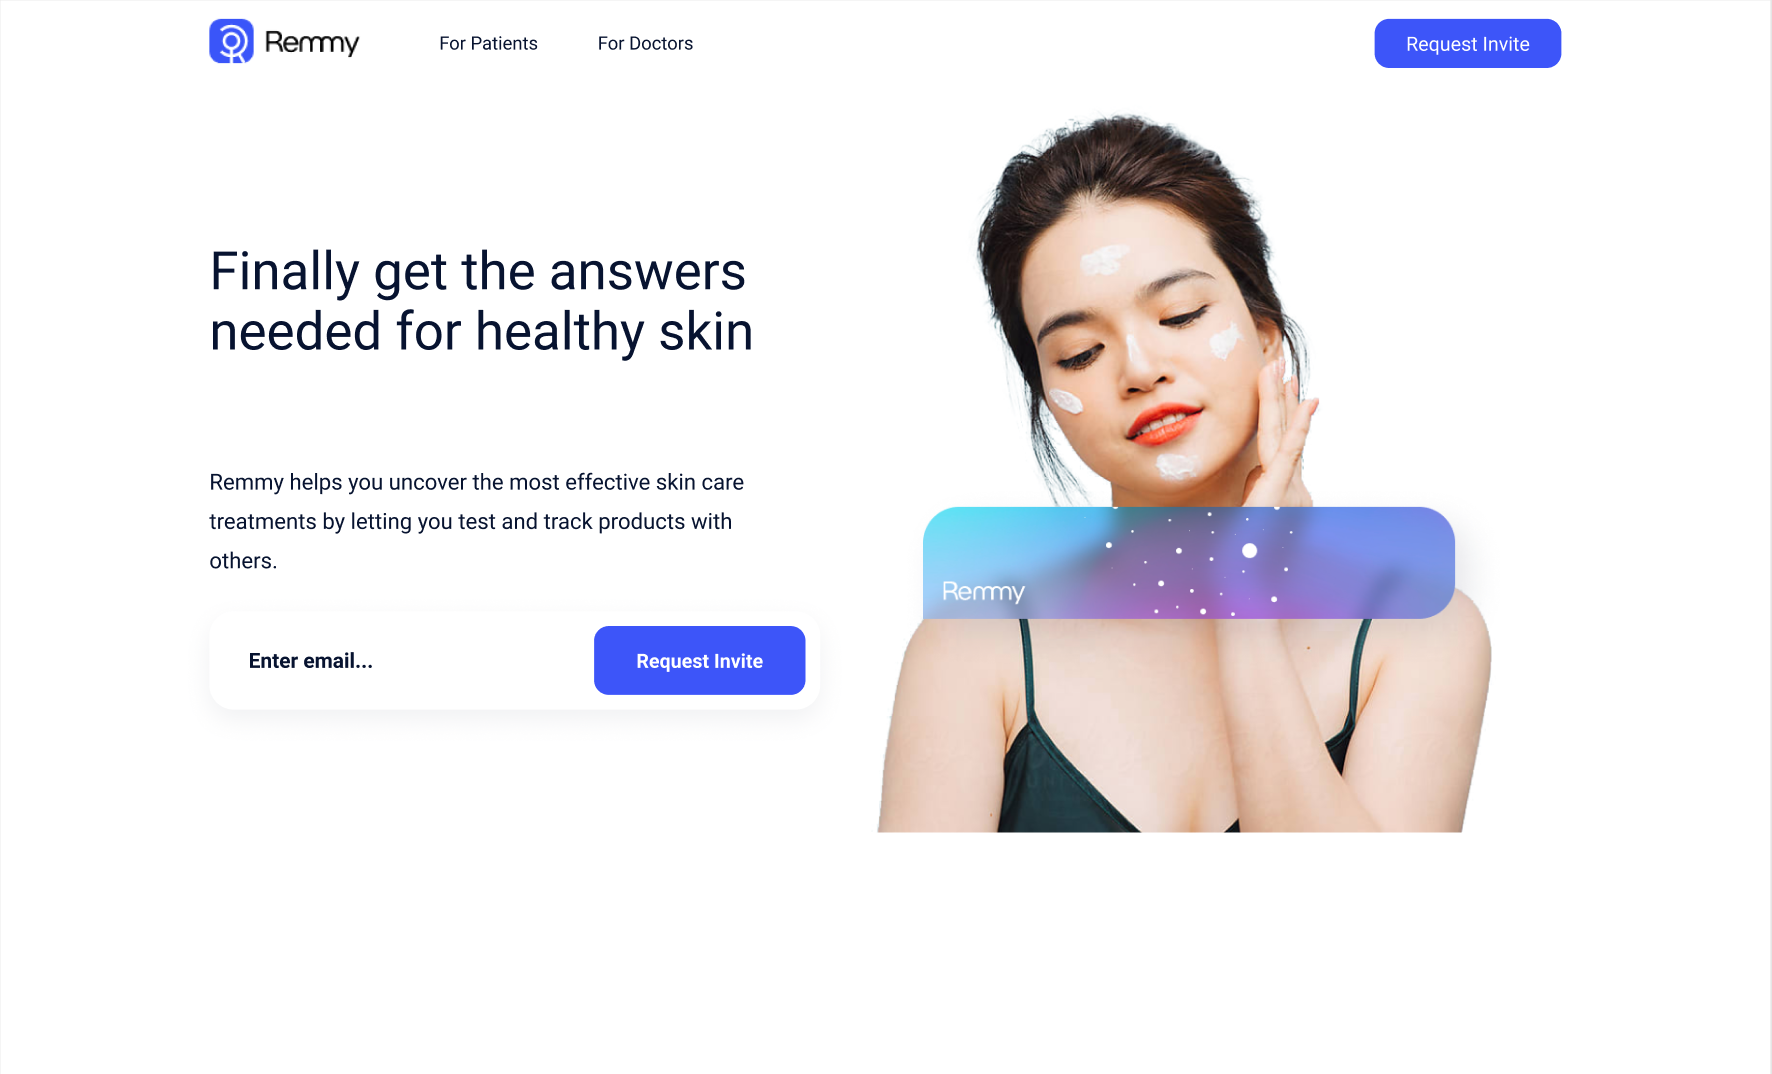 Remmy
For Patients
For Doctors
Request Invite
Finally get the answers
needed for healthy skin
Remmy helps you uncover the most effective skin care
treatments by letting you test and track products with
others.
Enter email...
Request Invite
Remmy